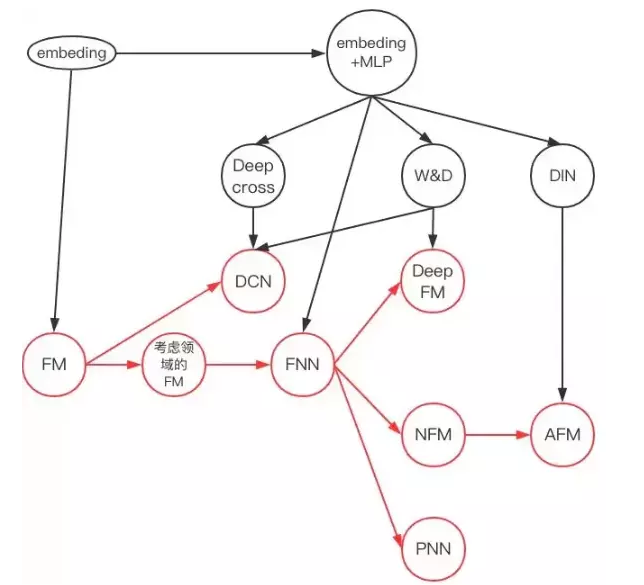 embeding
embeding
+MLP
Deep
cross
W&D
DIN
DCN
Deep
FM
FM
考虑领
域的
FM
FNN
NFM
AFM
PNN